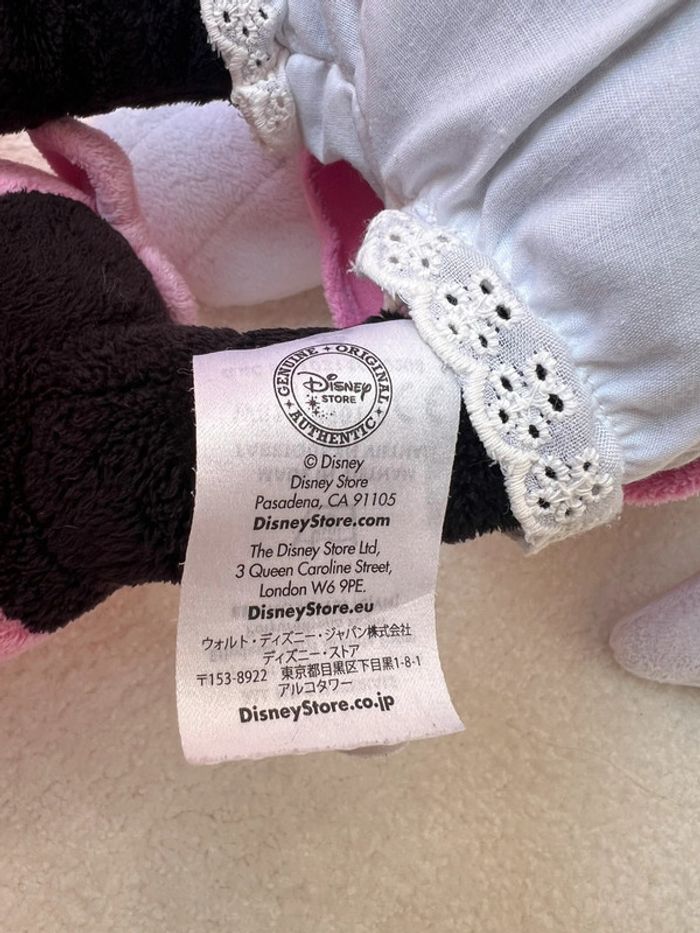 GENUINE • ORIGINAL • AUTHENTIC
Disney
STORE
© Disney
Disney Store
Pasadena, CA 91105
DisneyStore.com
The Disney Store Ltd,
3 Queen Caroline Street,
London W6 9PE.
DisneyStore.eu
ウォルト・ディズニー・ジャパン株式会社
ディズニー・ストア
〒153-8922 東京都目黒区下目黒1-8-1
アルコタワー
DisneyStore.co.jp